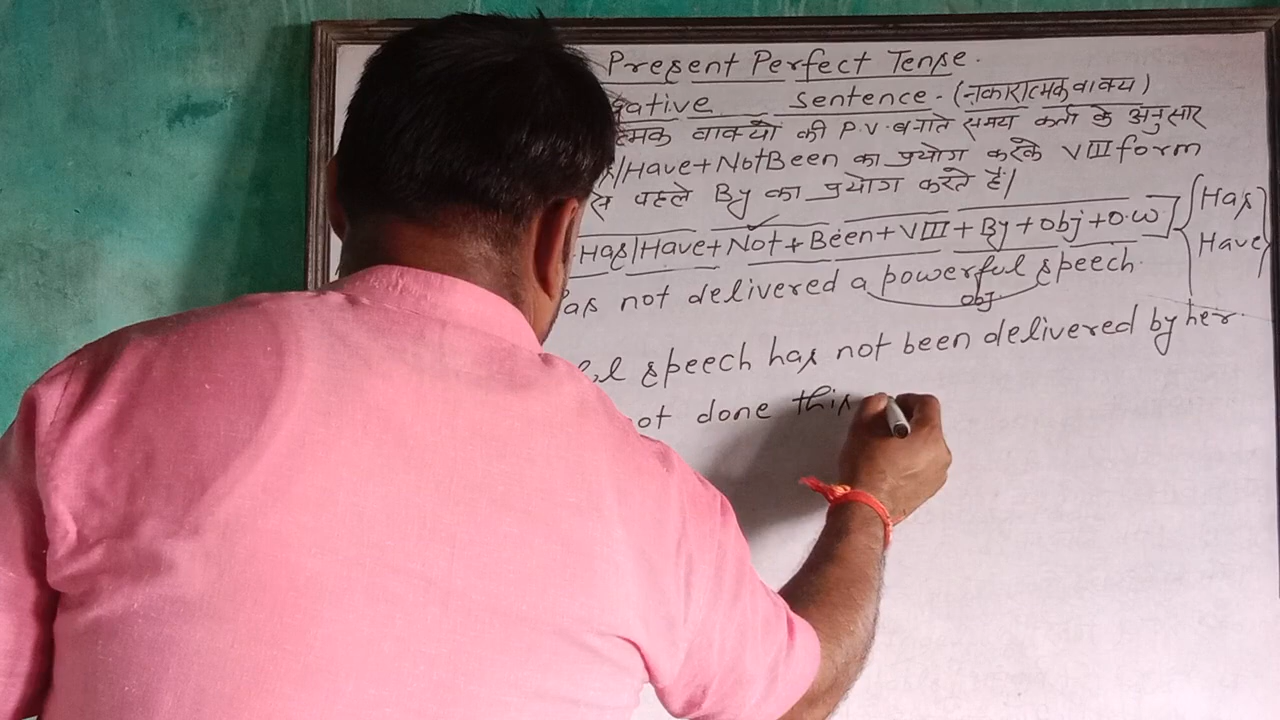 Present Perfect Tense.
gative Sentence. (नकारात्मक वाक्य)
त्मक वाक्यों की P.V. बनाते समय कर्ता के अनुसार
/Have+Not Been का प्रयोग करके VIII form
से पहले By का प्रयोग करते हैं।
Has/Have+Not+Been+VIII+By+Obj+O.W {Has
Have}
as not delivered a powerful speech.
obj
ul speech has not been delivered by her.
ot done this